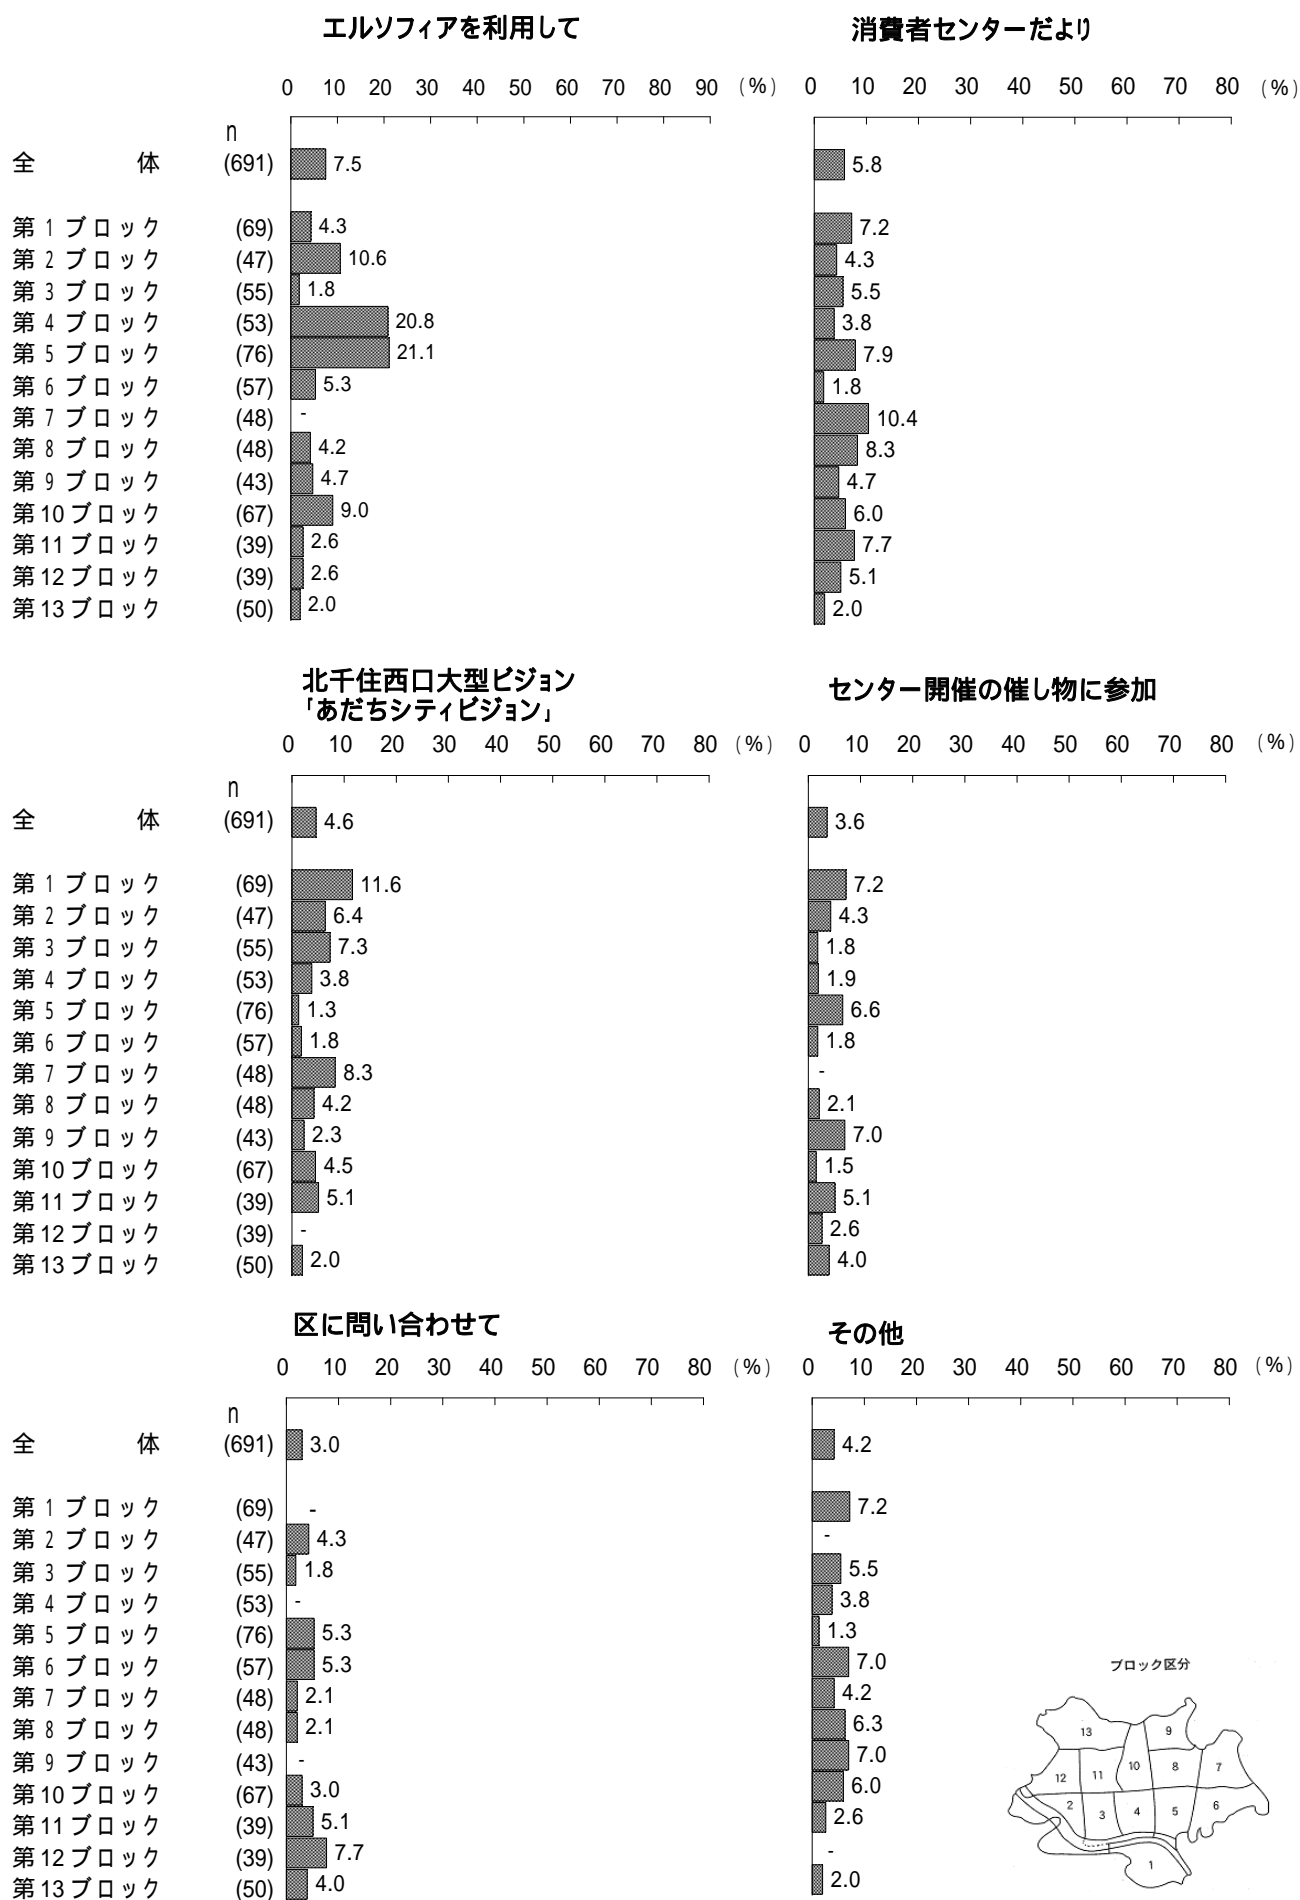 エルソフィアを利用して 消費者センターだより
0 10 20 30 40 50 60 70 80 90 (%) 0 10 20 30 40 50 60 70 80 (%)
n
全 体 (691) 7.5 5.8
第 1 ブロック (69) 4.3 7.2
第 2 ブロック (47) 10.6 4.3
第 3 ブロック (55) 1.8 5.5
第 4 ブロック (53) 20.8 3.8
第 5 ブロック (76) 21.1 7.9
第 6 ブロック (57) 5.3 1.8
第 7 ブロック (48) - 10.4
第 8 ブロック (48) 4.2 8.3
第 9 ブロック (43) 4.7 4.7
第10ブロック (67) 9.0 6.0
第11ブロック (39) 2.6 7.7
第12ブロック (39) 2.6 5.1
第13ブロック (50) 2.0 2.0
北千住西口大型ビジョン
「あだちシティビジョン」 センター開催の催し物に参加
0 10 20 30 40 50 60 70 80 (%) 0 10 20 30 40 50 60 70 80 (%)
n
全 体 (691) 4.6 3.6
第 1 ブロック (69) 11.6 7.2
第 2 ブロック (47) 6.4 4.3
第 3 ブロック (55) 7.3 1.8
第 4 ブロック (53) 3.8 1.9
第 5 ブロック (76) 1.3 6.6
第 6 ブロック (57) 1.8 1.8
第 7 ブロック (48) 8.3 -
第 8 ブロック (48) 4.2 2.1
第 9 ブロック (43) 2.3 7.0
第10ブロック (67) 4.5 1.5
第11ブロック (39) 5.1 5.1
第12ブロック (39) - 2.6
第13ブロック (50) 2.0 4.0
区に問い合わせて その他
0 10 20 30 40 50 60 70 80 (%) 0 10 20 30 40 50 60 70 80 (%)
n
全 体 (691) 3.0 4.2
第 1 ブロック (69) - 7.2
第 2 ブロック (47) 4.3 -
第 3 ブロック (55) 1.8 5.5
第 4 ブロック (53) - 3.8
第 5 ブロック (76) 5.3 1.3
第 6 ブロック (57) 5.3 7.0
第 7 ブロック (48) 2.1 4.2
第 8 ブロック (48) 2.1 6.3
第 9 ブロック (43) - 7.0
第10ブロック (67) 3.0 6.0
第11ブロック (39) 5.1 2.6
第12ブロック (39) 7.7 -
第13ブロック (50) 4.0 2.0
ブロック区分
13 9
12 11 10 8 7
2 3 4 5 6
1